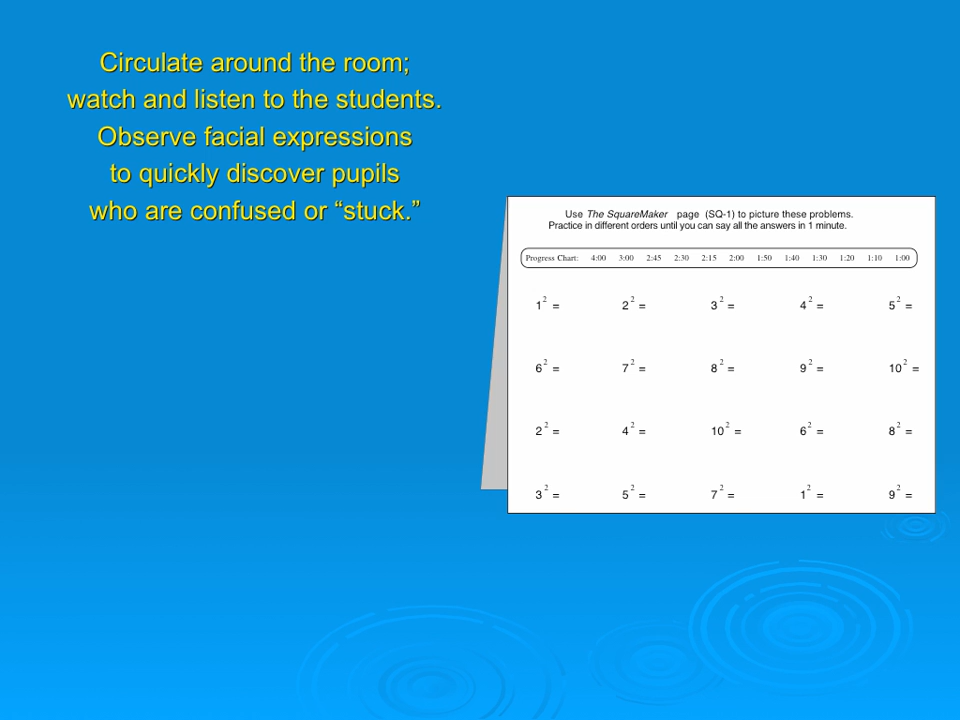 Circulate around the room;
watch and listen to the students.
Observe facial expressions
to quickly discover pupils
who are confused or “stuck.”
Use The SquareMaker page (SQ-1) to picture these problems.
Practice in different orders until you can say all the answers in 1 minute.
Progress Chart: 4:00 3:00 2:45 2:30 2:15 2:00 1:50 1:40 1:30 1:20 1:10 1:00
1² = 2² = 3² = 4² = 5² =
6² = 7² = 8² = 9² = 10² =
2² = 4² = 10² = 6² = 8² =
3² = 5² = 7² = 1² = 9² =